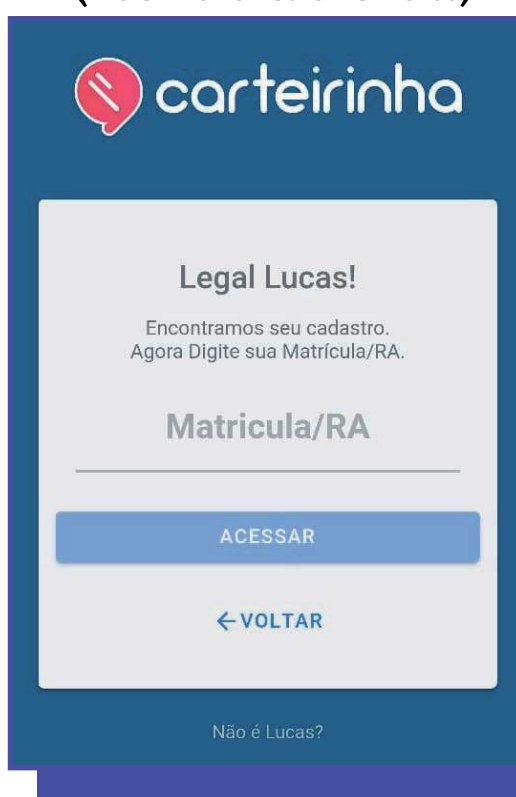 carteirinha
Legal Lucas!
Encontramos seu cadastro.
Agora Digite sua Matrícula/RA.
Matricula/RA
ACESSAR
←VOLTAR
Não é Lucas?